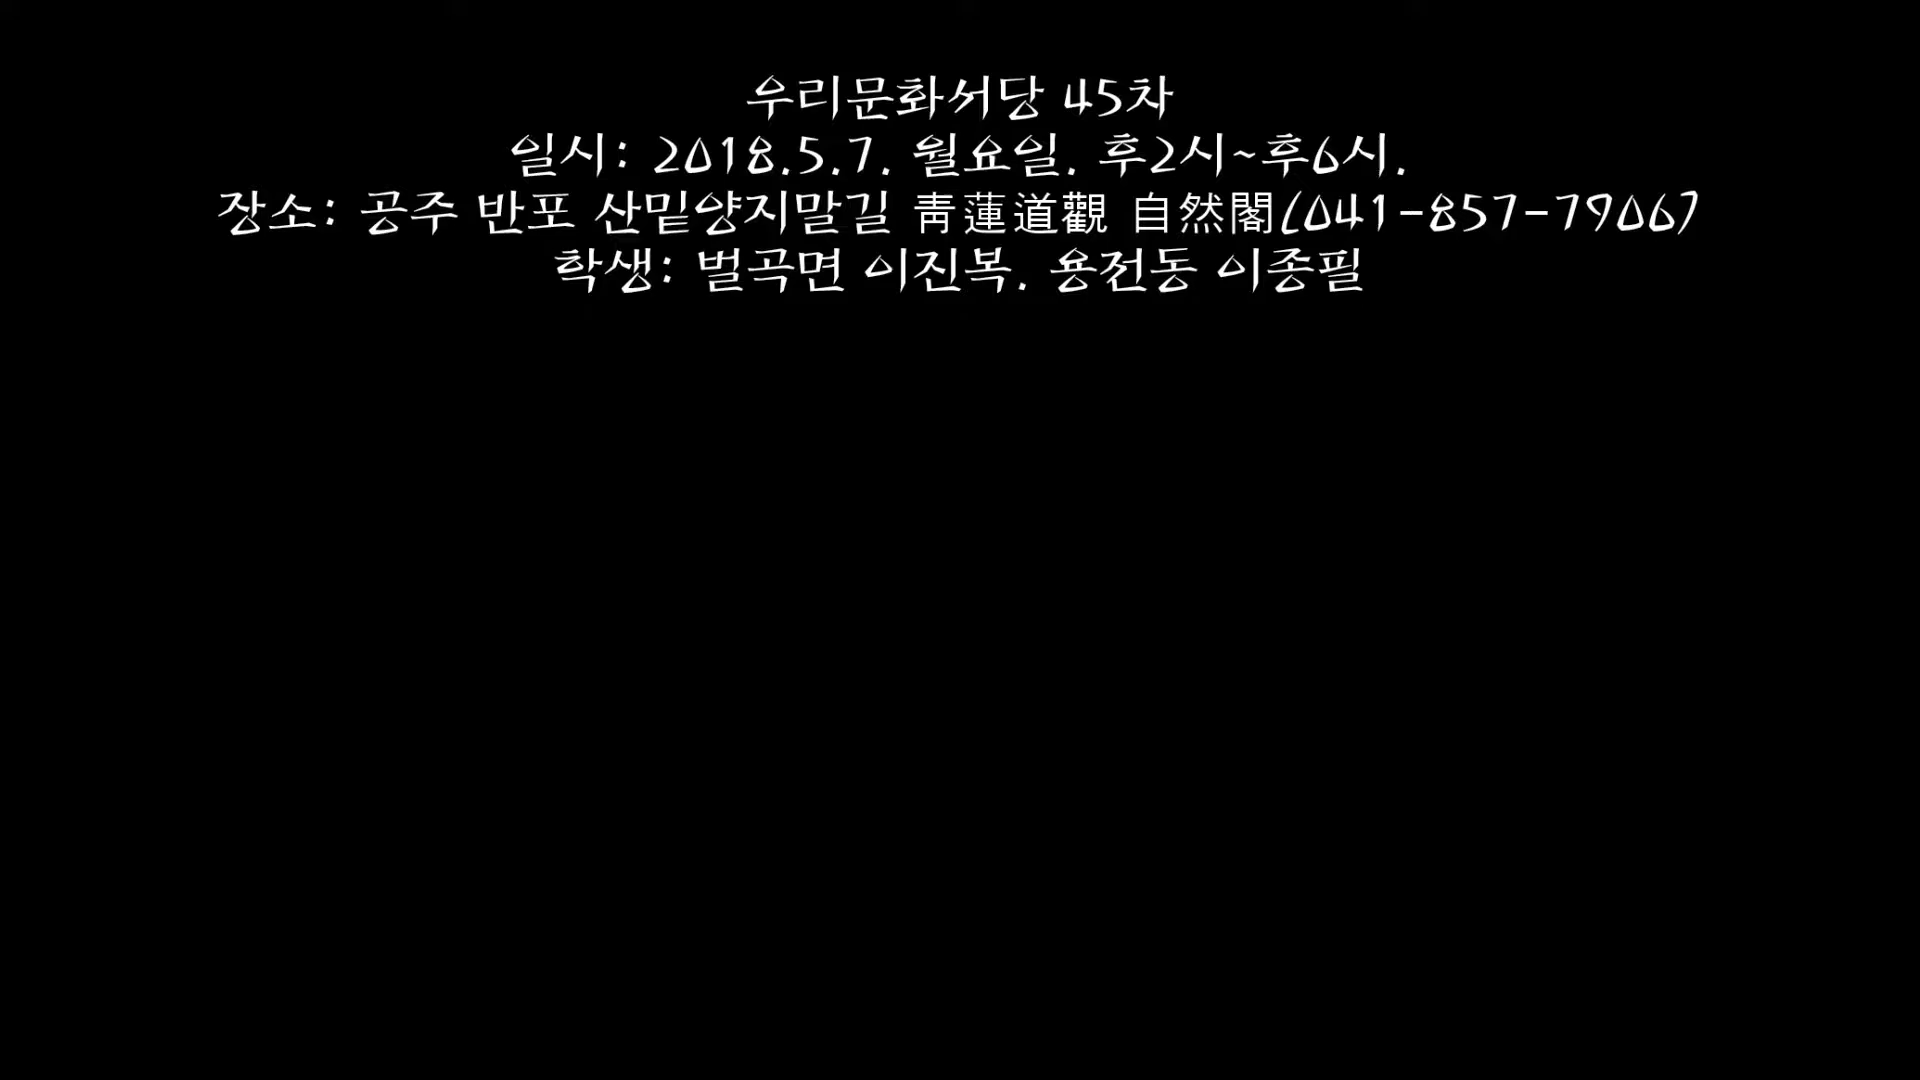 우리문화서당 45차
일시: 2018.5.7. 월요일. 후2시~후6시.
장소: 공주 반포 산밑양지말길 靑蓮道觀 自然閣(041-857-7906)
학생: 벌곡면 이진복. 용전동 이종필